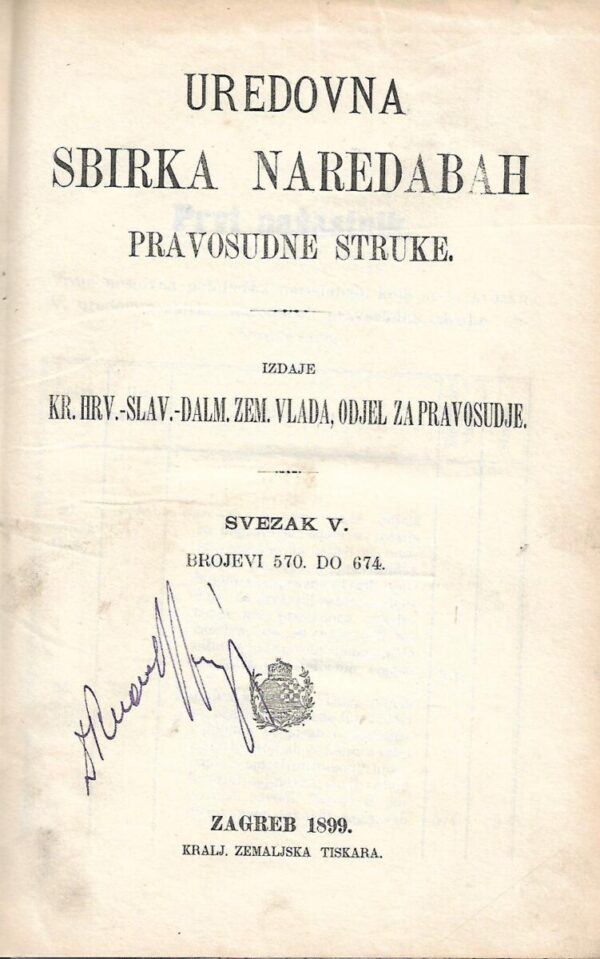 UREDOVNA
SBIRKA NAREDABAH
PRAVOSUDNE STRUKE.
IZDAJE
KR. HRV.-SLAV.-DALM. ZEM. VLADA, ODJEL ZA PRAVOSUDJE.
SVEZAK V.
BROJEVI 570. DO 674.
ZAGREB 1899.
KRALJ. ZEMALJSKA TISKARA.